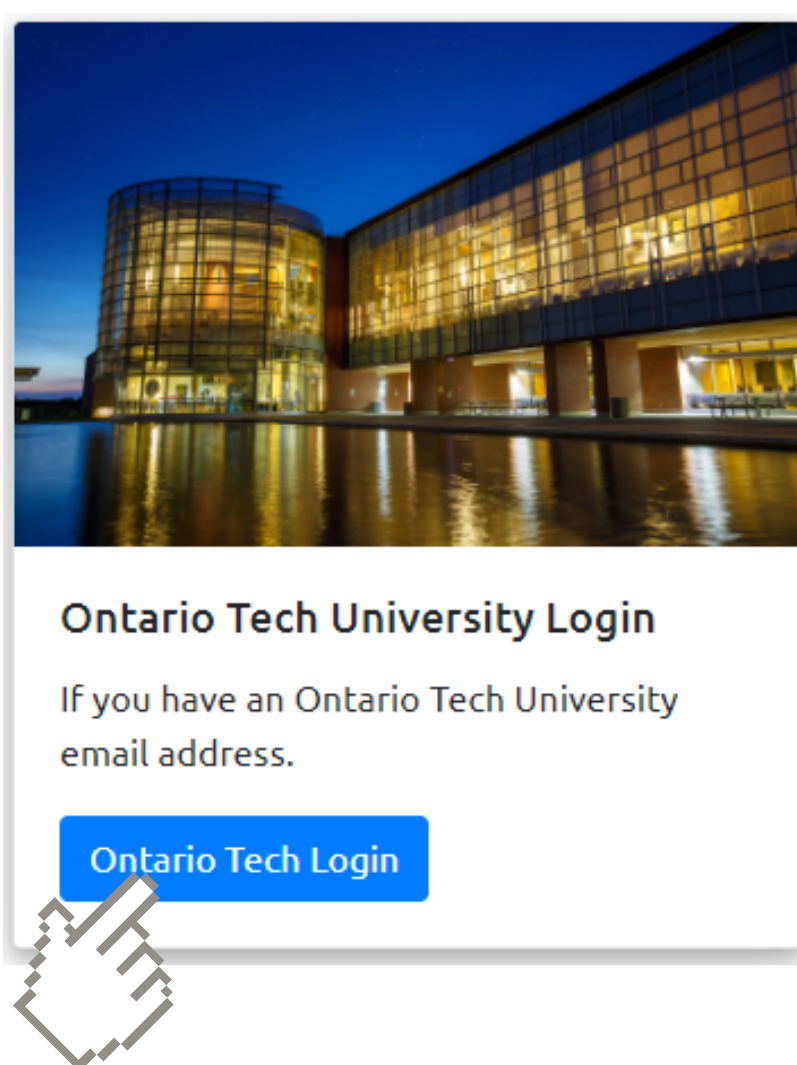 Ontario Tech University Login
If you have an Ontario Tech University
email address.
Ontario Tech Login